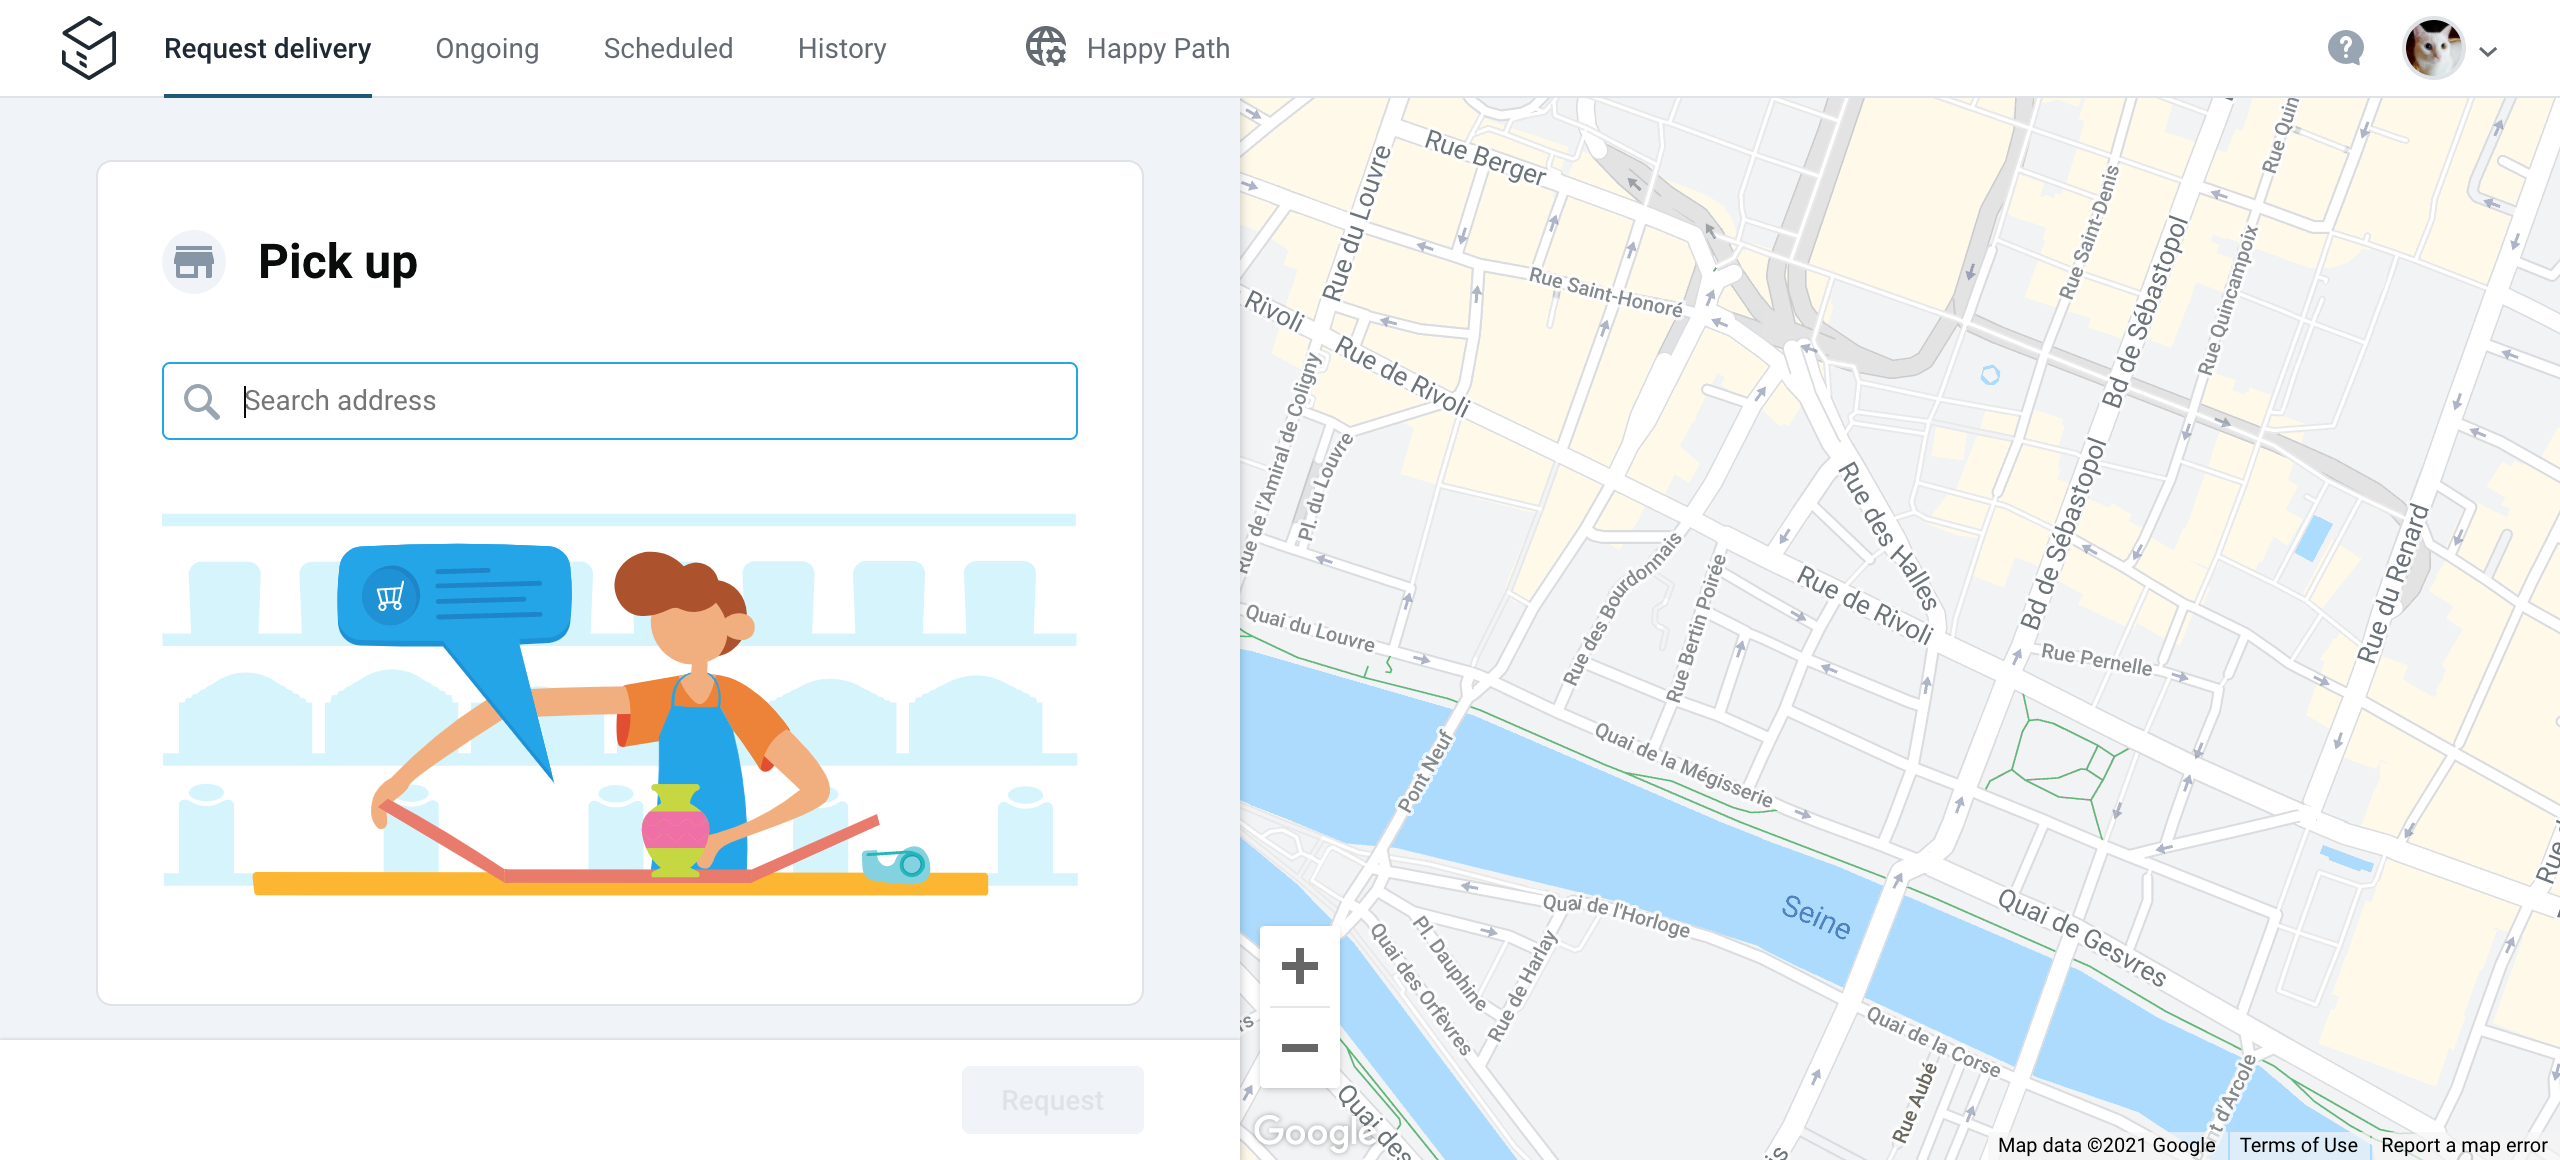 Request delivery
Ongoing
Scheduled
History
Happy Path
Pick up
Search address
Request
Rue Berger
Rue du Louvre
Rue Saint-Denis
Rue Quin
Bd de Sébastopol
Rue Quincampoix
Rue Saint-Honoré
Rivoli
Rue de Rivoli
Rue de l'Amiral de Coligny
Pl. du Louvre
Rue des Halles
Bd de Sébastopol
Rue du Renard
Rue des Bourdonnais
Rue Bertin Poirée
Rue de Rivoli
Quai du Louvre
Rue Pernelle
Pont Neuf
Quai de la Mégisserie
Seine
Quai de l'Horloge
Pl. Dauphine
Rue de Harlay
Quai des Orfèvres
Quai de Gesvres
Quai de la Corse
Rue Aubé
t d'Arcole
Quai des
Rue
Google
Map data ©2021 Google
Terms of Use
Report a map error